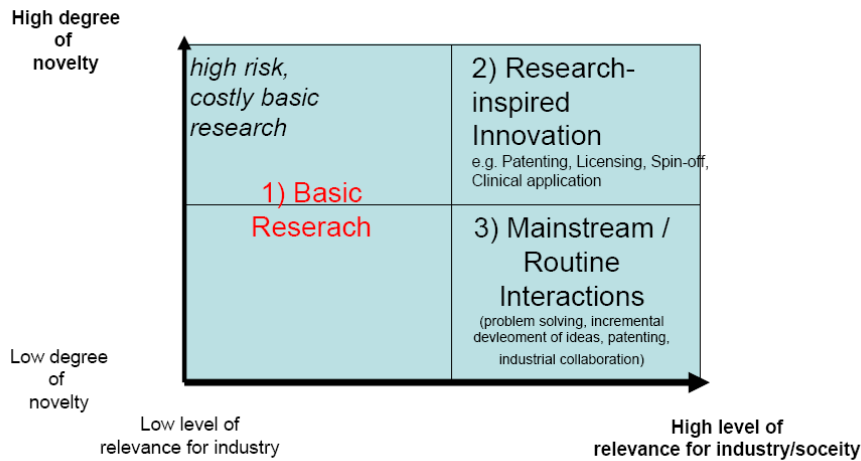 High degree
of
novelty
high risk,
costly basic
research
2) Research-
inspired
Innovation
e.g. Patenting, Licensing, Spin-off,
Clinical application
1) Basic
Reserach
3) Mainstream /
Routine
Interactions
(problem solving, incremental
devleoment of ideas, patenting,
industrial collaboration)
Low degree
of
novelty
Low level of
relevance for industry
High level of
relevance for industry/soceity